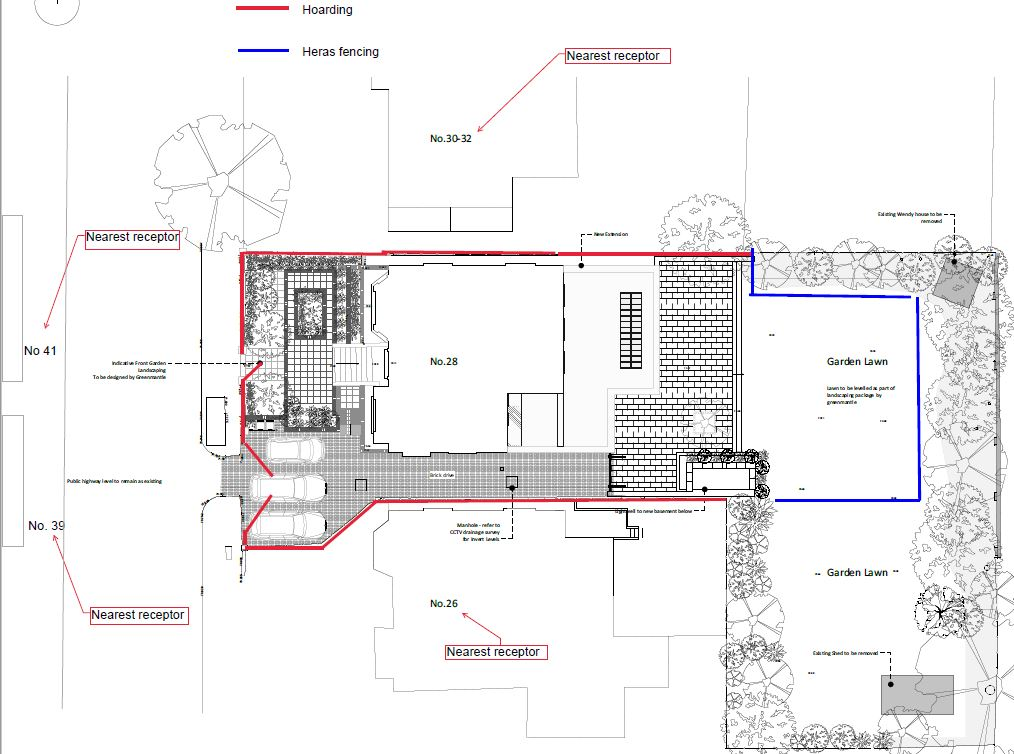 Hoarding
Heras fencing
Nearest receptor
No.30-32
Existing Wendy house to be
removed
New Extension
Nearest receptor
No 41
Indicative Front Garden
Landscaping
To be designed by Greenmantle
No.28
Garden Lawn
Lawn to be levelled as part of
landscaping package by
greenmantle
Public highway level to remain as existing
Brick drive
No. 39
Manhole - refer to
CCTV drainage survey
for invert levels
Lightwell to new basement below
Garden Lawn
Nearest receptor
No.26
Nearest receptor
Existing Shed to be removed